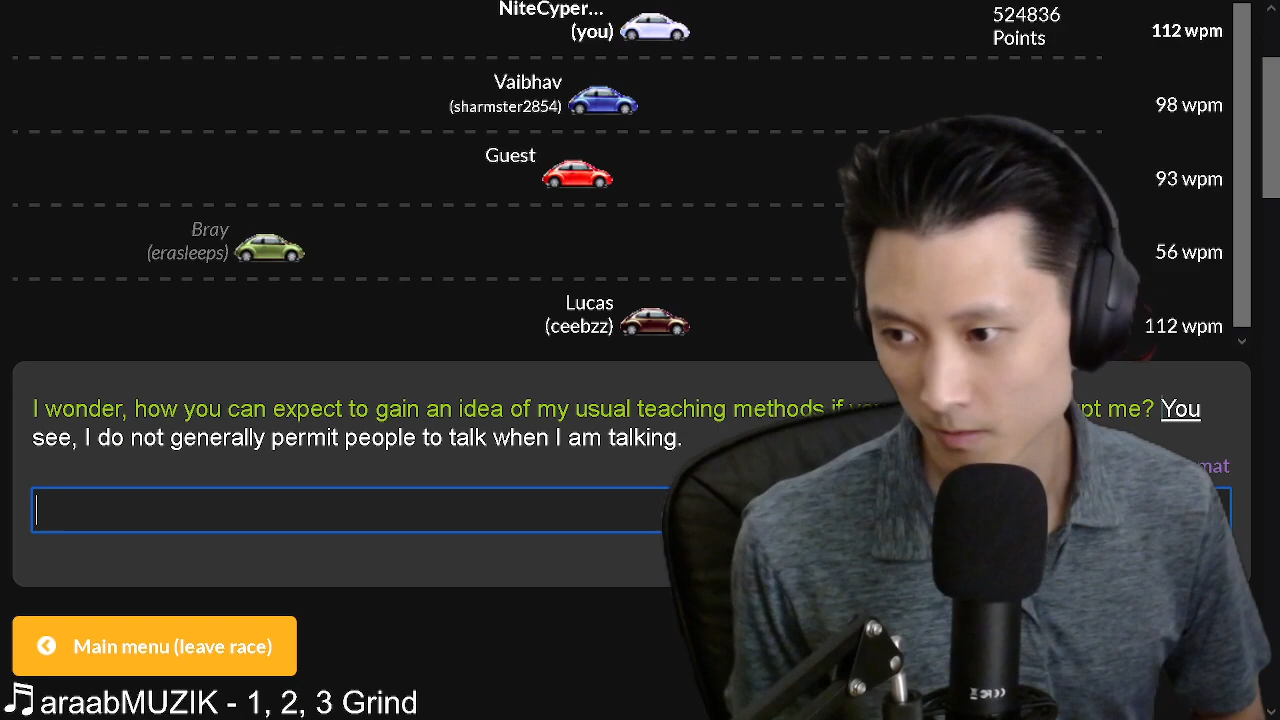 NiteCyper...
(you)
524836
Points
112 wpm
Vaibhav
(sharmster2854)
98 wpm
Guest
93 wpm
Bray
(erasleeps)
56 wpm
Lucas
(ceebzz)
112 wpm
I wonder, how you can expect to gain an idea of my usual teaching methods if pt me? You
see, I do not generally permit people to talk when I am talking.
mat
Main menu (leave race)
araabMUZIK - 1, 2, 3 Grind